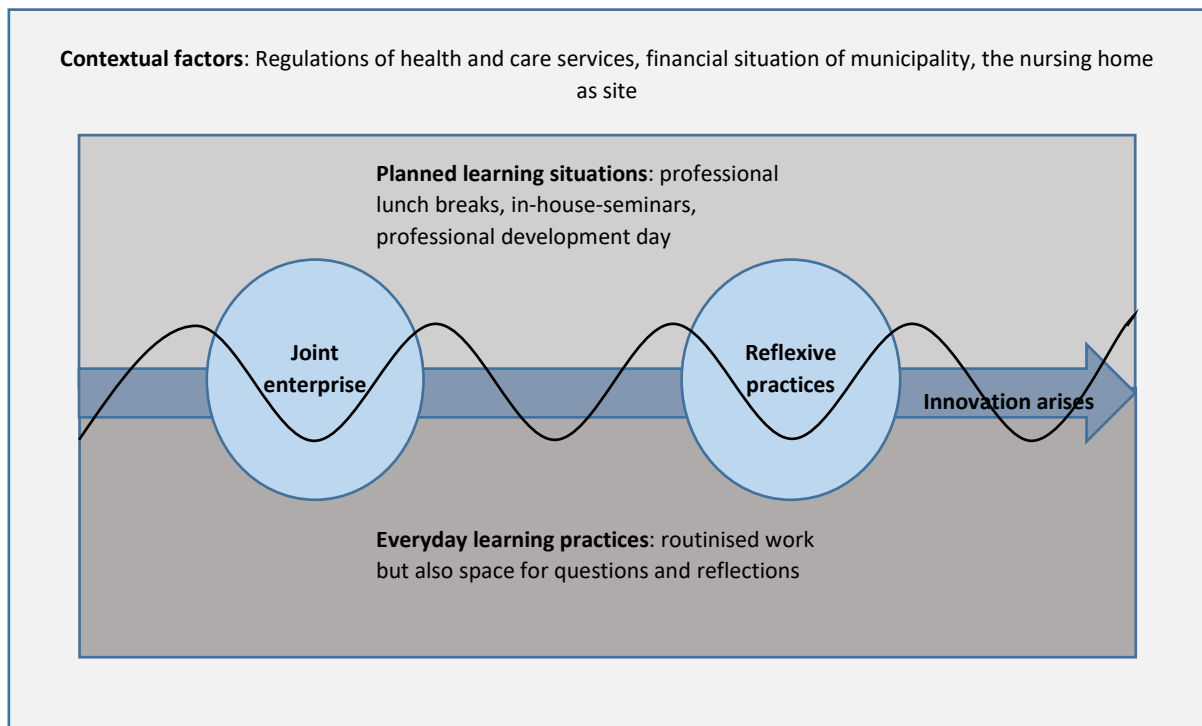 Contextual factors: Regulations of health and care services, financial situation of municipality, the nursing home
as site
Planned learning situations: professional
lunch breaks, in-house-seminars,
professional development day
Joint
enterprise
Reflexive
practices
Innovation arises
Everyday learning practices: routinised work
but also space for questions and reflections